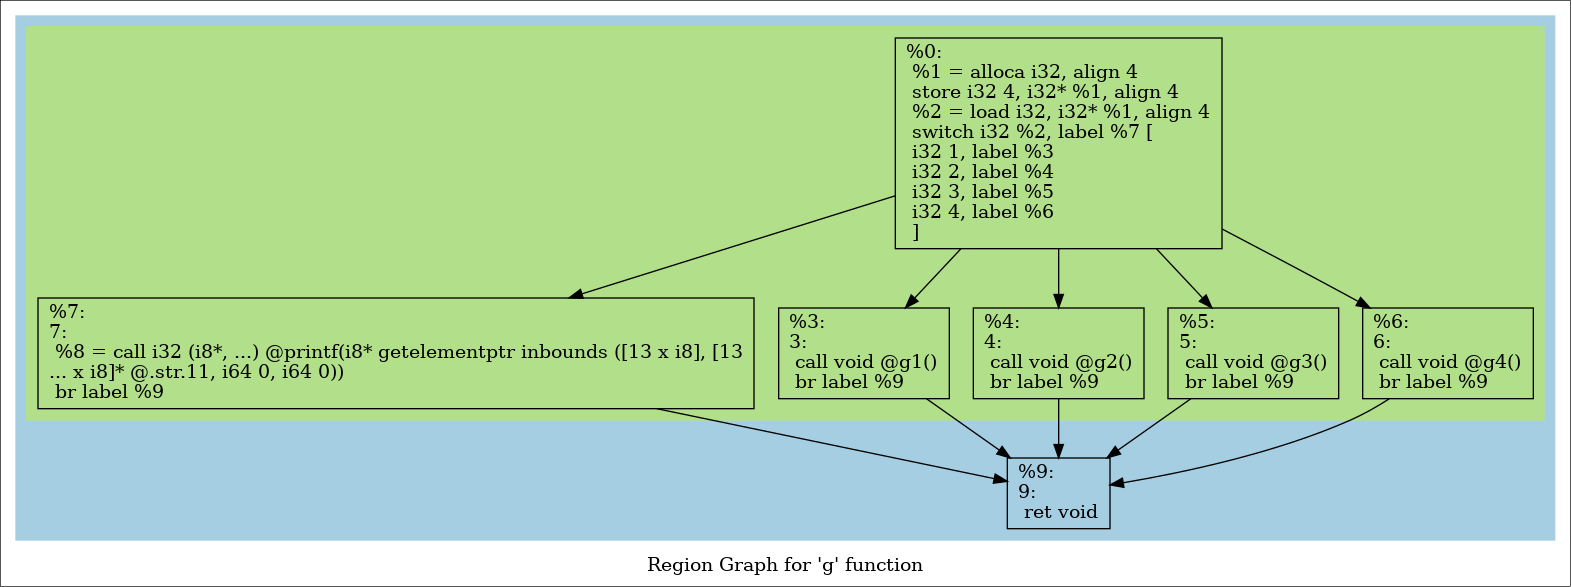 %0:
%1 = alloca i32, align 4
store i32 4, i32* %1, align 4
%2 = load i32, i32* %1, align 4
switch i32 %2, label %7 [
i32 1, label %3
i32 2, label %4
i32 3, label %5
i32 4, label %6
]
%7:
7:
%8 = call i32 (i8*, ...) @printf(i8* getelementptr inbounds ([13 x i8], [13
... x i8]* @.str.11, i64 0, i64 0))
br label %9
%3:
3:
call void @g1()
br label %9
%4:
4:
call void @g2()
br label %9
%5:
5:
call void @g3()
br label %9
%6:
6:
call void @g4()
br label %9
%9:
9:
ret void
Region Graph for 'g' function